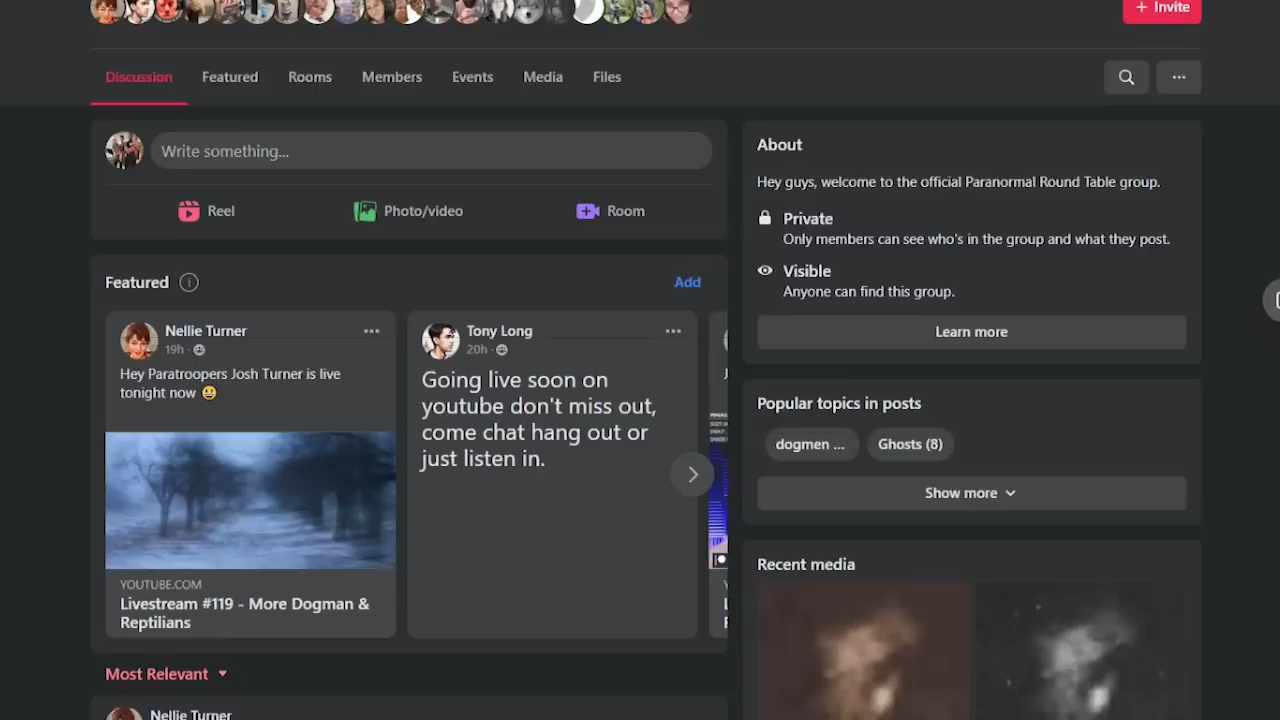 + Invite
Discussion
Featured
Rooms
Members
Events
Media
Files
Write something...
Reel
Photo/video
Room
Featured
Add
Nellie Turner
19h
Hey Paratroopers Josh Turner is live
tonight now
YOUTUBE.COM
Livestream #119 - More Dogman &
Reptilians
Tony Long
20h
Going live soon on
youtube don't miss out,
come chat hang out or
just listen in.
Most Relevant
Nellie Turner
About
Hey guys, welcome to the official Paranormal Round Table group.
Private
Only members can see who's in the group and what they post.
Visible
Anyone can find this group.
Learn more
Popular topics in posts
dogmen ...
Ghosts (8)
Show more
Recent media